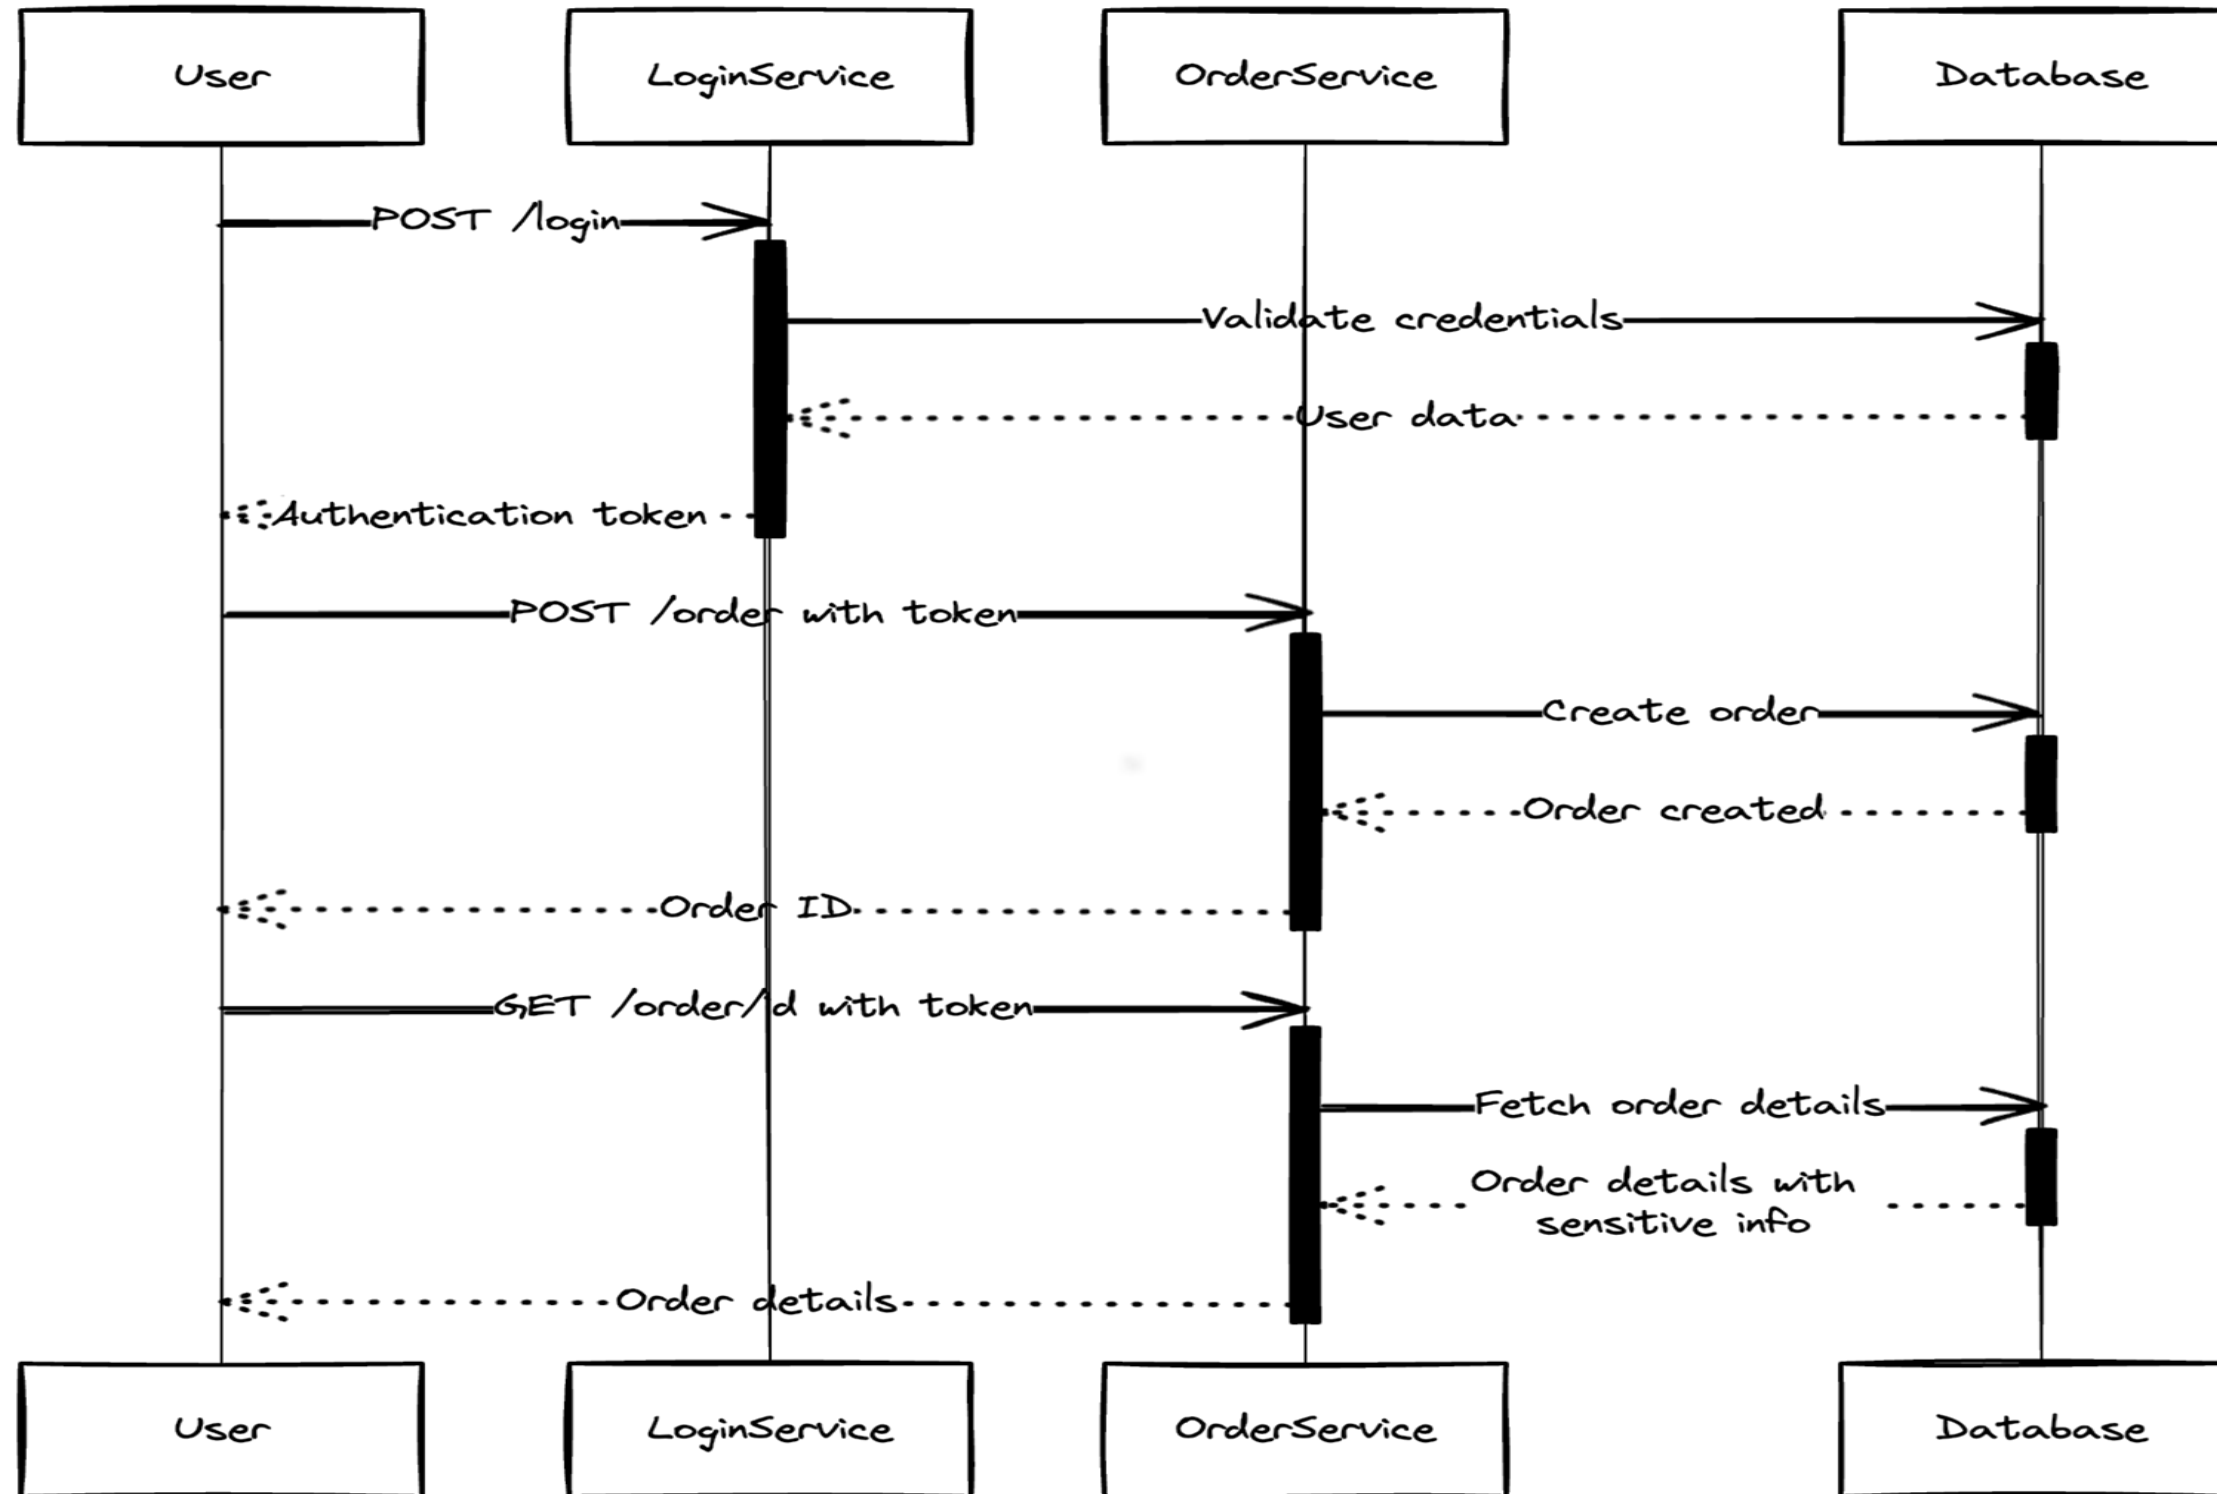 User
LoginService
OrderService
Database
POST /login
Validate credentials
User data
Authentication token
POST /order with token
Create order
Order created
Order ID
GET /order/id with token
Fetch order details
Order details with
sensitive info
Order details
User
LoginService
OrderService
Database